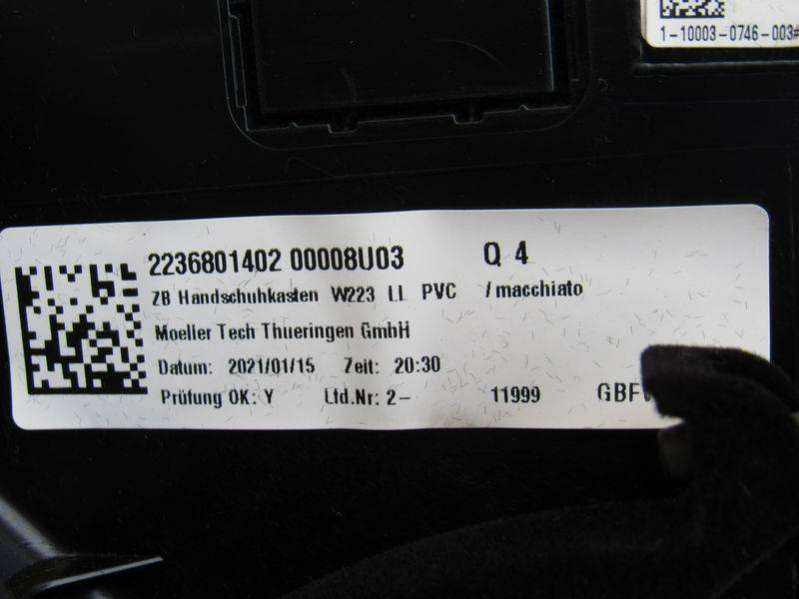 1-10003-0746-003#
2236801402 00008U03 Q 4
ZB Handschuhkasten W223 LL PVC /macchiato
Moeller Tech Thueringen GmbH
Datum: 2021/01/15 Zeit: 20:30
Prüfung OK: Y Lfd.Nr: 2- 11999